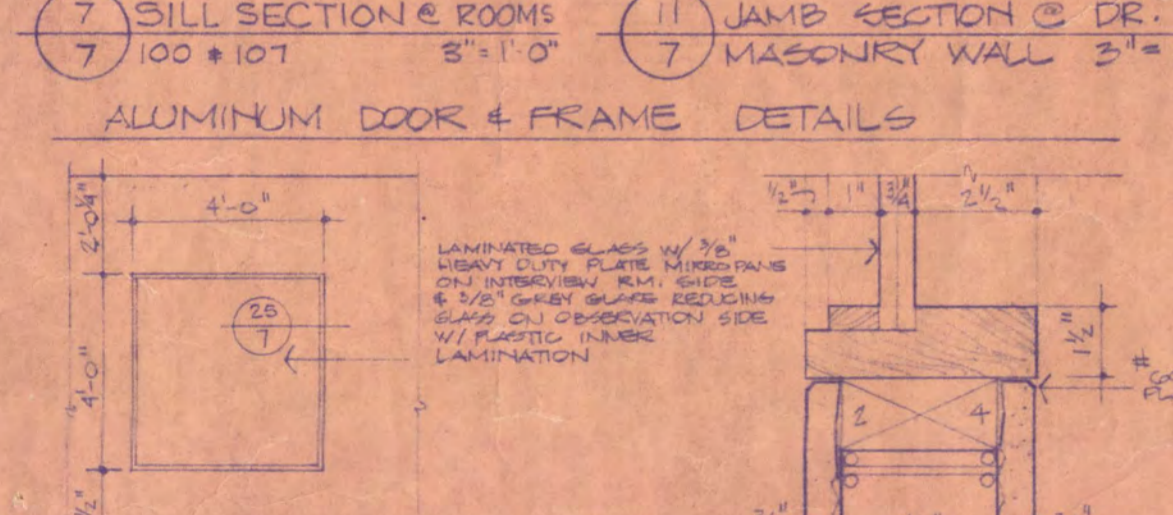 7 SILL SECTION @ ROOMS
7 100 & 107 3"=1'-0"
11 JAMB SECTION @ DR.
7 MASONRY WALL 3"=
ALUMINUM DOOR & FRAME DETAILS
2'-0¼"
4'-0"
4'-0"
25
7
LAMINATED GLASS W/ 3/8"
HEAVY DUTY PLATE MIRROPANE
ON INTERVIEW RM. SIDE
& 3/8" GREY GLARE REDUCING
GLASS ON OBSERVATION SIDE
W/ PLASTIC INNER
LAMINATION
½" 1" ¾" 2½"
1½"
2 4